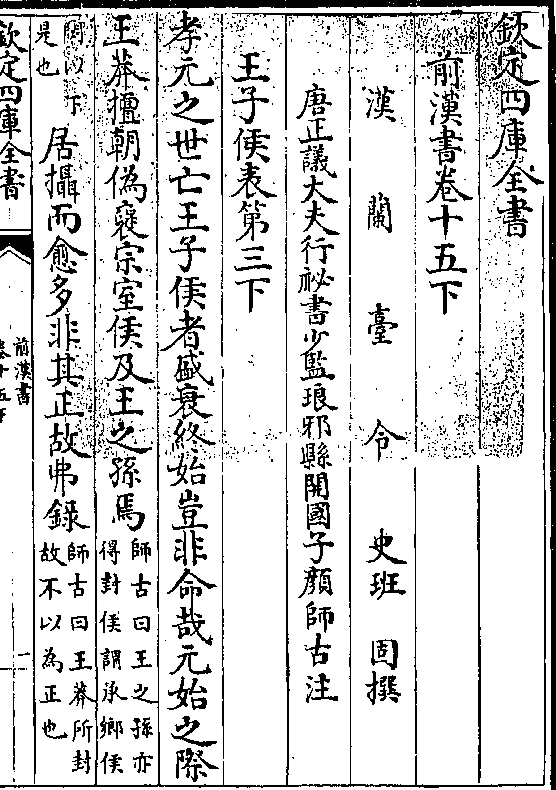 欽定四庫全書
前漢書卷十五下
漢蘭臺令史班固撰
唐正議大夫行祕書少監琅邪縣開國子顔師古注
王子侯表第三下
孝元之世亡王子侯者盛衰終始豈非命哉元始之際
王莽擅朝偽襃宗室侯及王之孫焉師古曰王之孫亦得封侯謂承鄉侯
閎以下是也居攝而愈多非其正故弗錄師古曰王莽所封故不以為正也
欽定四庫全書
前漢書
卷十五下
一